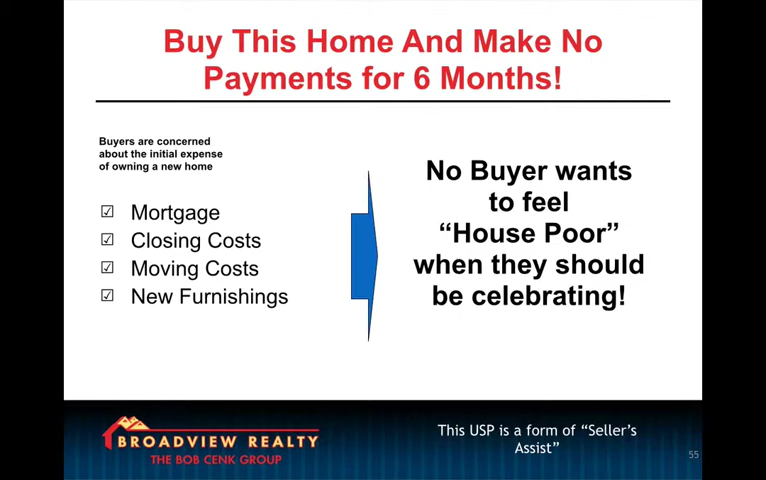 Buy This Home And Make No
Payments for 6 Months!
Buyers are concerned
about the initial expense
of owning a new home
☑ Mortgage
☑ Closing Costs
☑ Moving Costs
☑ New Furnishings
No Buyer wants
to feel
“House Poor”
when they should
be celebrating!
BROADVIEW REALTY
THE BOB CENK GROUP
This USP is a form of “Seller’s
Assist”
55